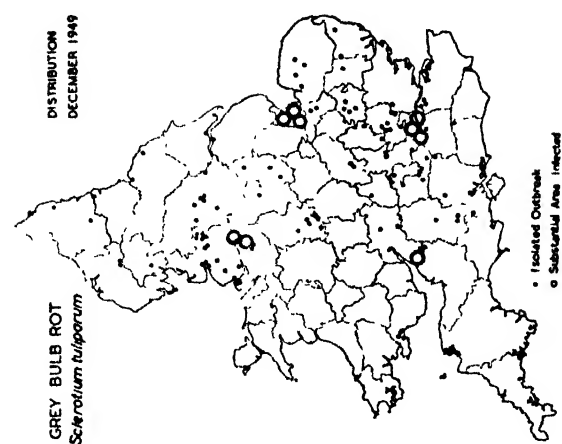 GREY BULB ROT
Sclerotium tuliparum
DISTRIBUTION
DECEMBER 1949
• Isolated Outbreak
o Substantial Area Infected